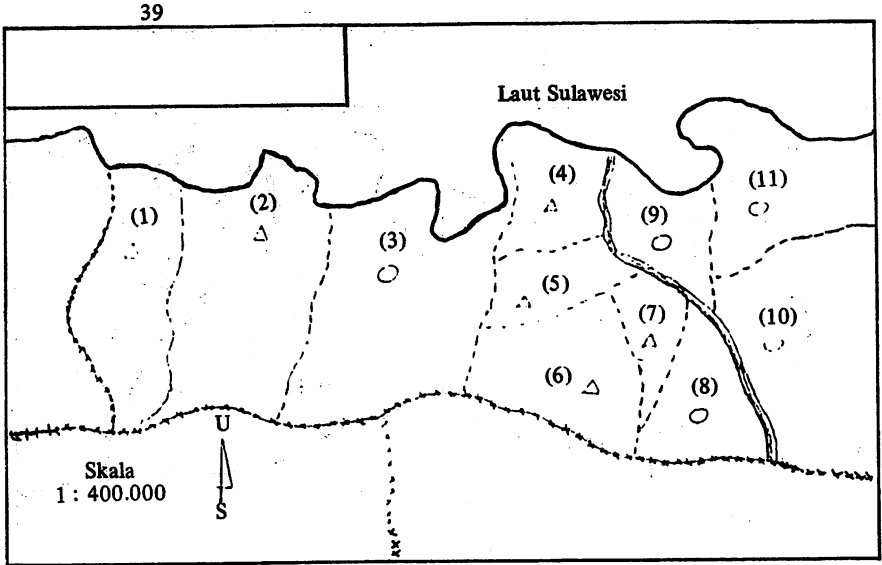 39
Laut Sulawesi
(1)
(2)
(3)
(4)
(5)
(6)
(7)
(8)
(9)
(10)
(11)
U
S
Skala
1 : 400.000